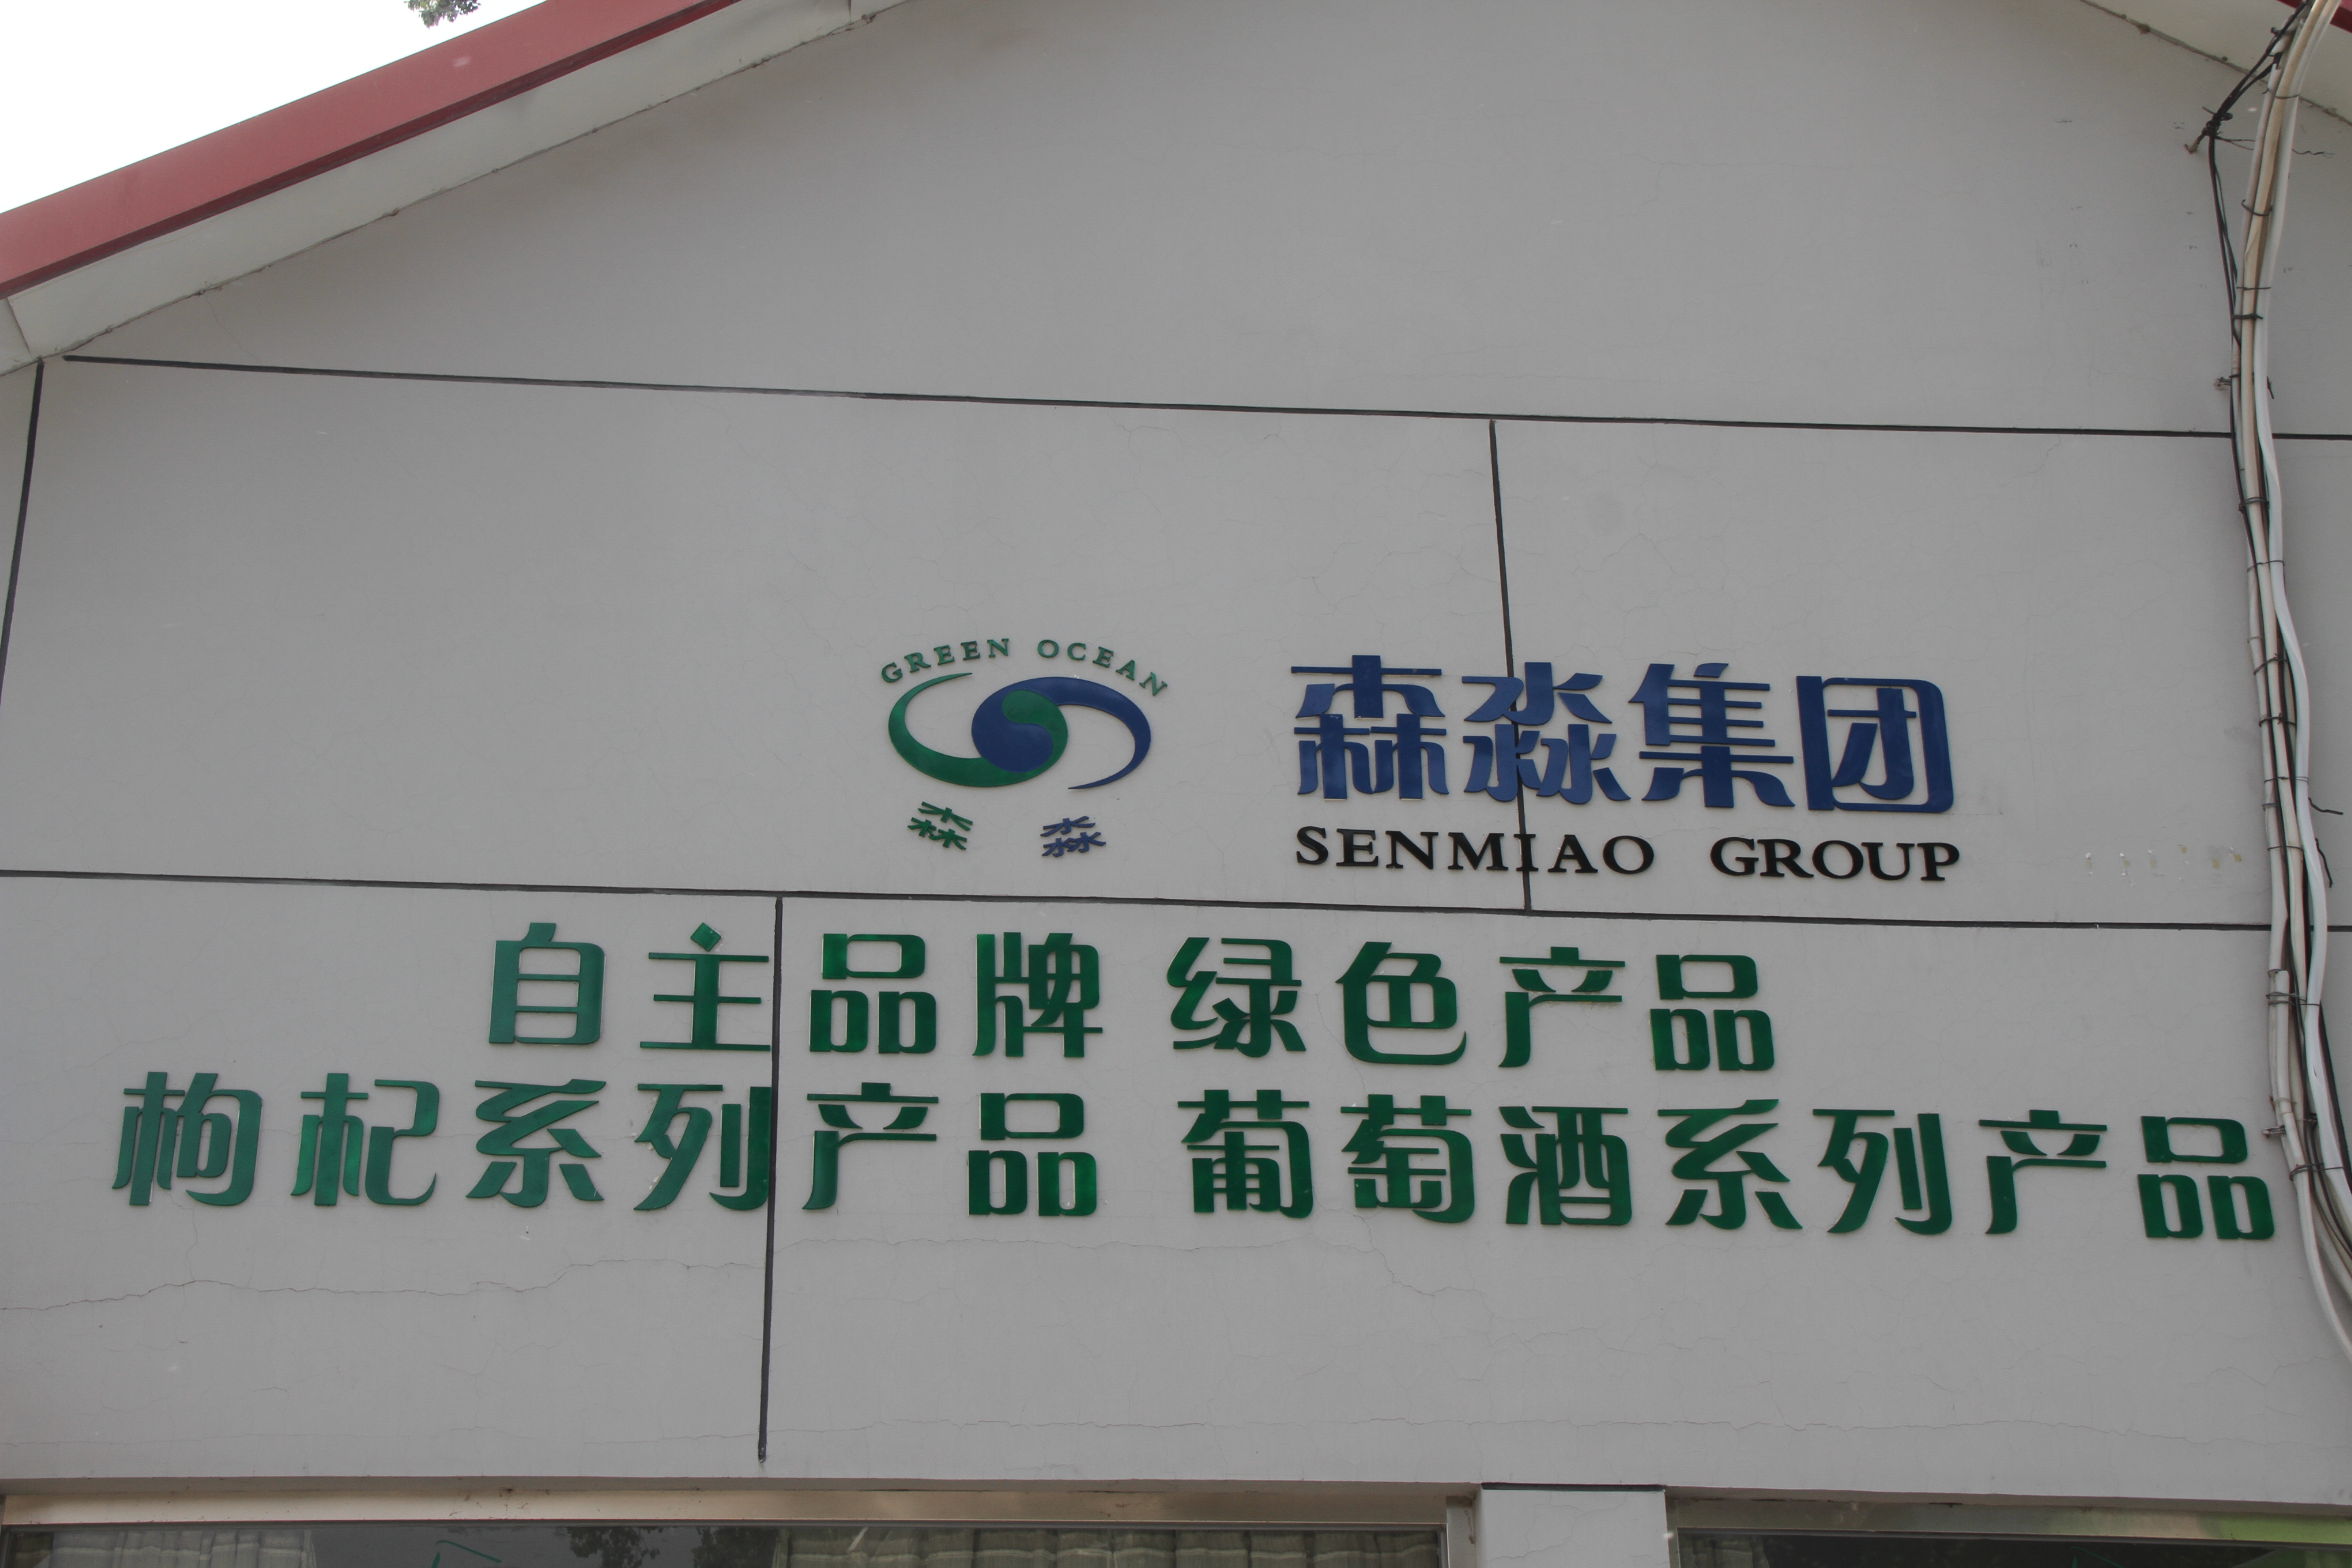 GREEN OCEAN
森淼
森淼集团
SENMIAO GROUP
自主品牌 绿色产品
枸杞系列产品 葡萄酒系列产品